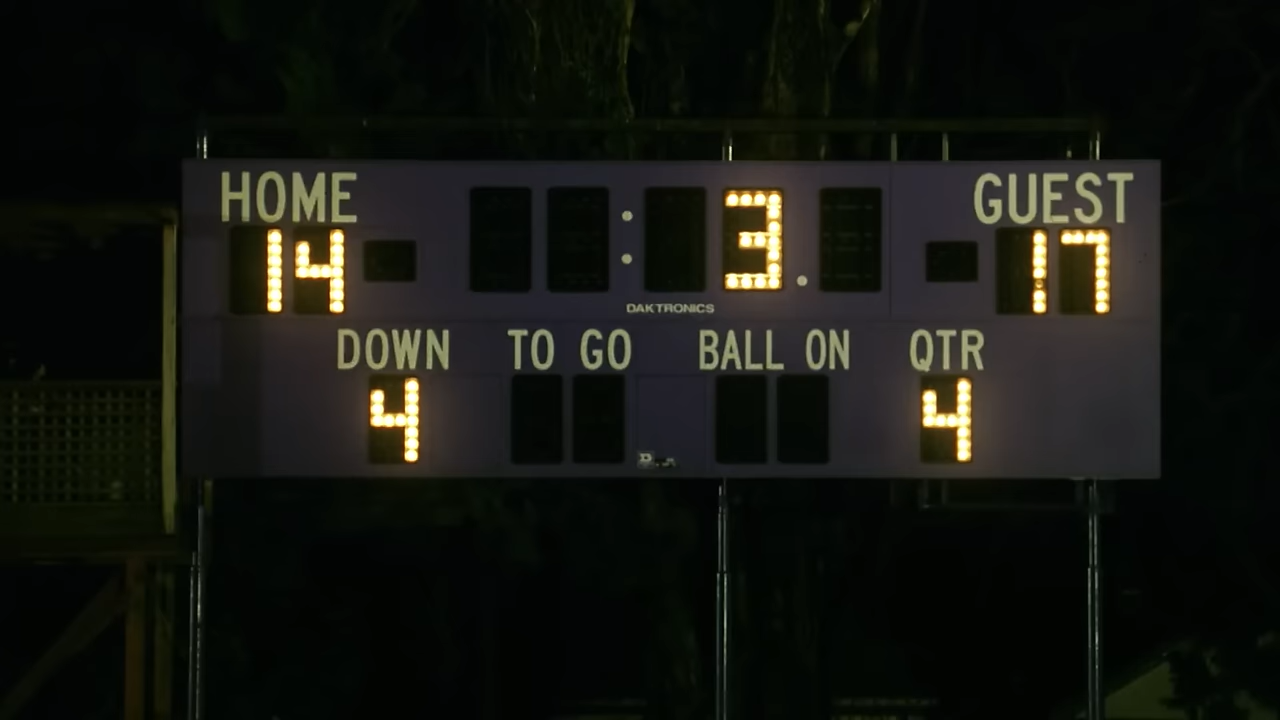 HOME : 3. GUEST
14 17
DAKTRONICS
DOWN TO GO BALL ON QTR
4 4